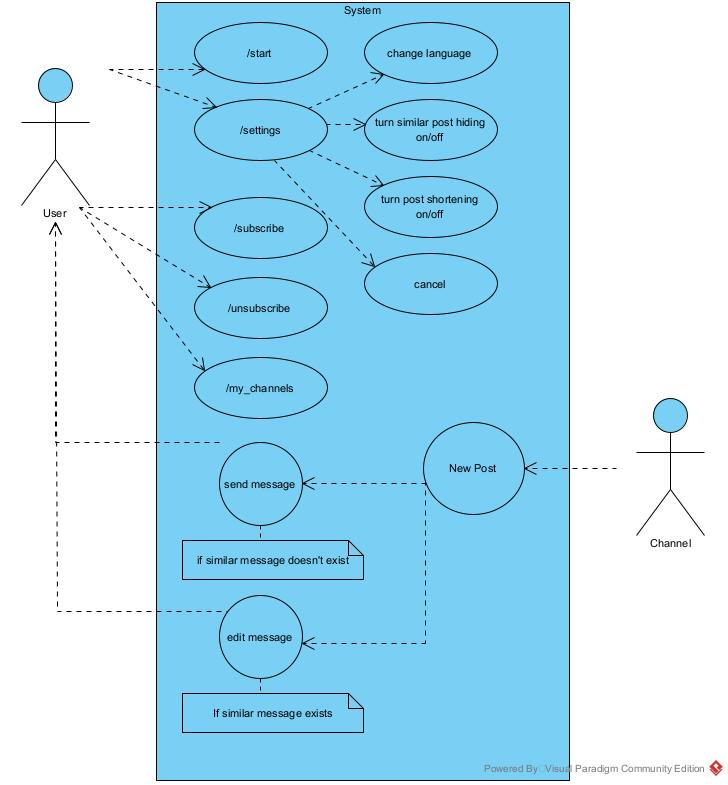 System
/start
change language
/settings
turn similar post hiding
on/off
turn post shortening
on/off
User
/subscribe
cancel
/unsubscribe
/my_channels
New Post
send message
Channel
if similar message doesn't exist
edit message
If similar message exists
Powered By Visual Paradigm Community Edition